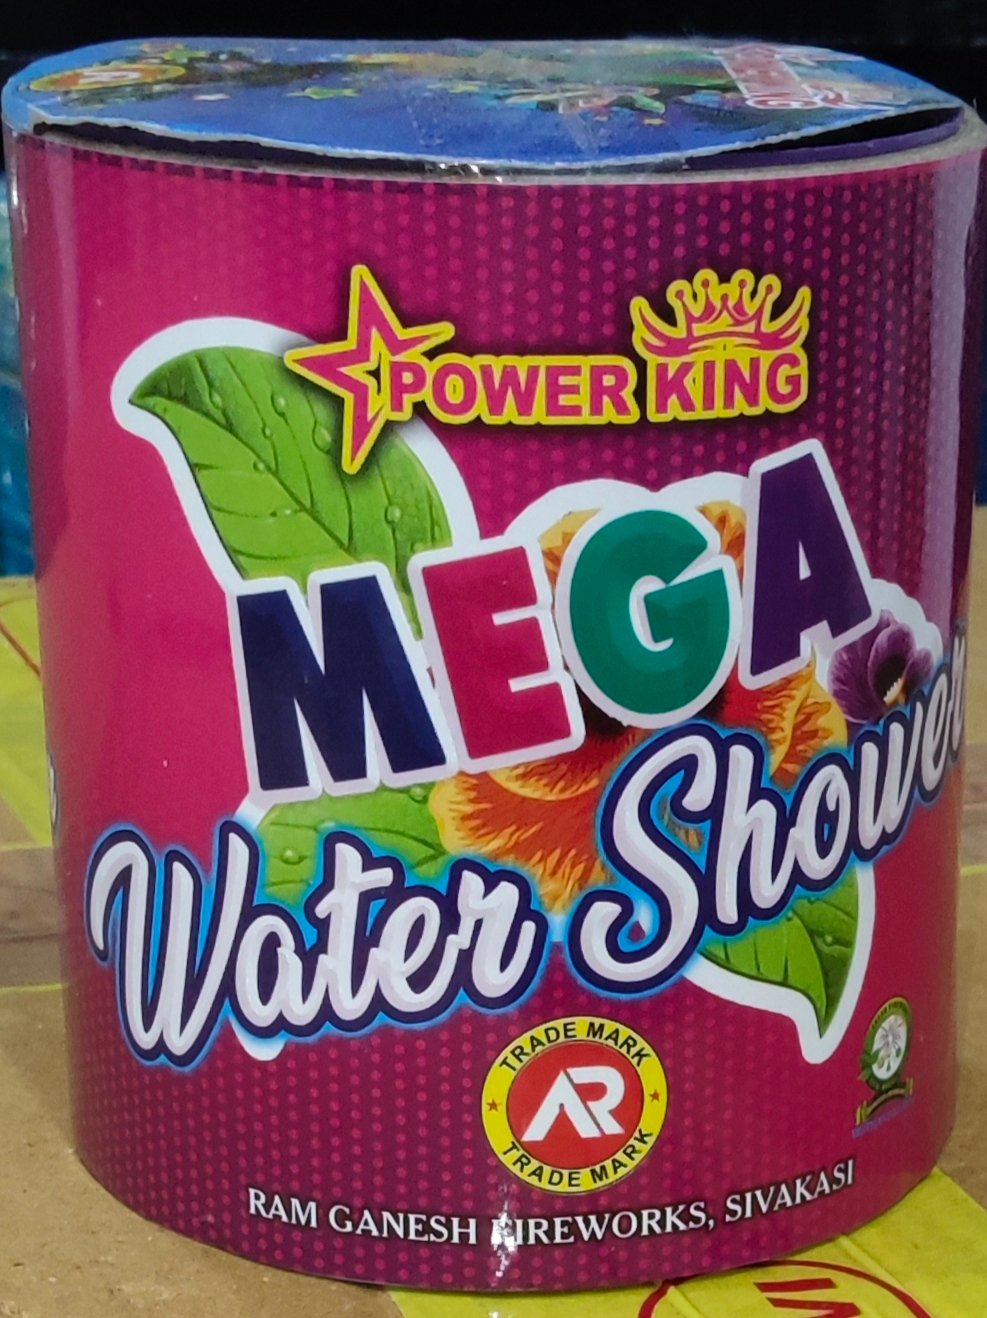 POWER KING
MEGA
Water Shower
TRADE MARK
AR
TRADE MARK
RAM GANESH FIREWORKS, SIVAKASI